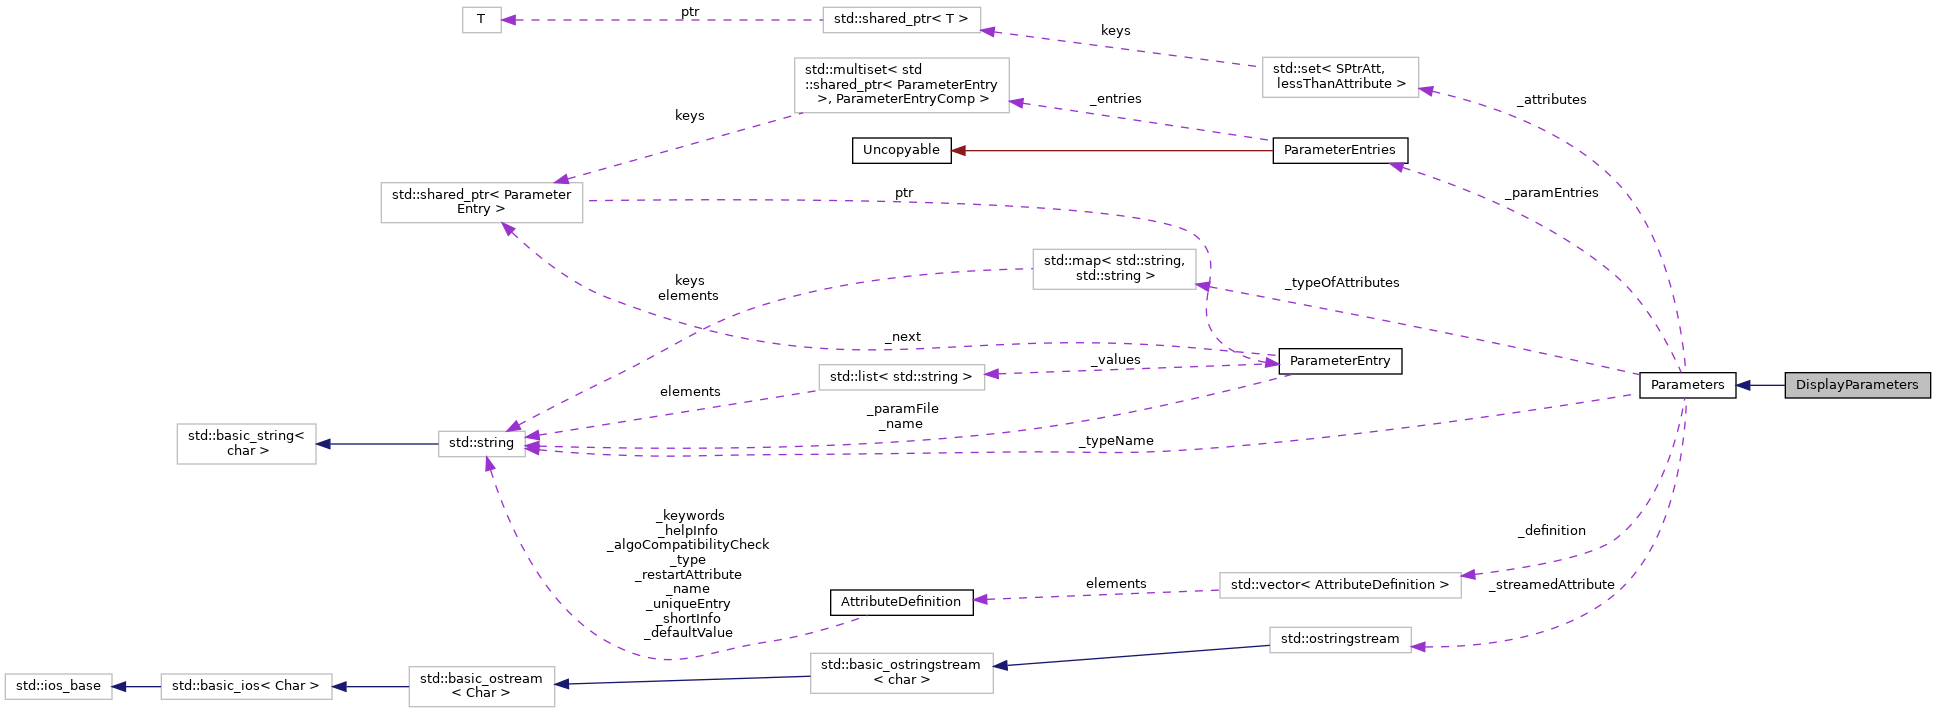 T
ptr
std::shared_ptr< T >
keys
std::set< SPtrAtt,
lessThanAttribute >
_attributes
std::multiset< std
::shared_ptr< ParameterEntry
>, ParameterEntryComp >
_entries
keys
Uncopyable
ParameterEntries
_paramEntries
std::shared_ptr< Parameter
Entry >
ptr
std::map< std::string,
std::string >
_typeOfAttributes
keys
elements
_next
ParameterEntry
_values
std::list< std::string >
elements
Parameters
DisplayParameters
_paramFile
_name
_typeName
std::string
std::basic_string<
char >
_keywords
_helpInfo
_algoCompatibilityCheck
_type
_restartAttribute
_name
_uniqueEntry
_shortInfo
_defaultValue
_definition
std::vector< AttributeDefinition >
elements
AttributeDefinition
_streamedAttribute
std::ostringstream
std::basic_ostringstream
< char >
std::basic_ostream
< Char >
std::basic_ios< Char >
std::ios_base